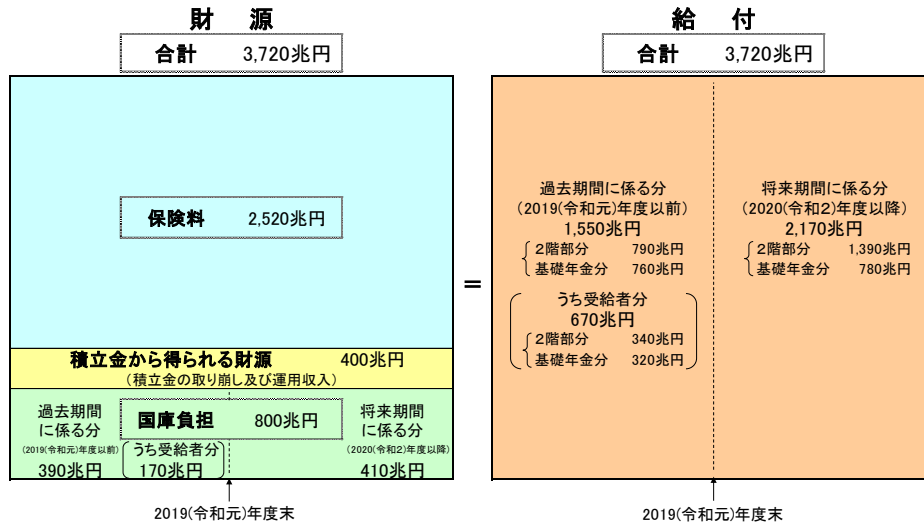 財　源
合計　3,720兆円
保険料　2,520兆円
積立金から得られる財源　400兆円
(積立金の取り崩し及び運用収入)
国庫負担　800兆円
過去期間
に係る分
(2019(令和元)年度以前)
390兆円
うち受給者分
170兆円
将来期間
に係る分
(2020(令和2)年度以降)
410兆円
2019(令和元)年度末
＝
給　付
合計　3,720兆円
過去期間に係る分
(2019(令和元)年度以前)
1,550兆円
2階部分　790兆円
基礎年金分　760兆円
うち受給者分
670兆円
2階部分　340兆円
基礎年金分　320兆円
将来期間に係る分
(2020(令和2)年度以降)
2,170兆円
2階部分　1,390兆円
基礎年金分　780兆円
2019(令和元)年度末